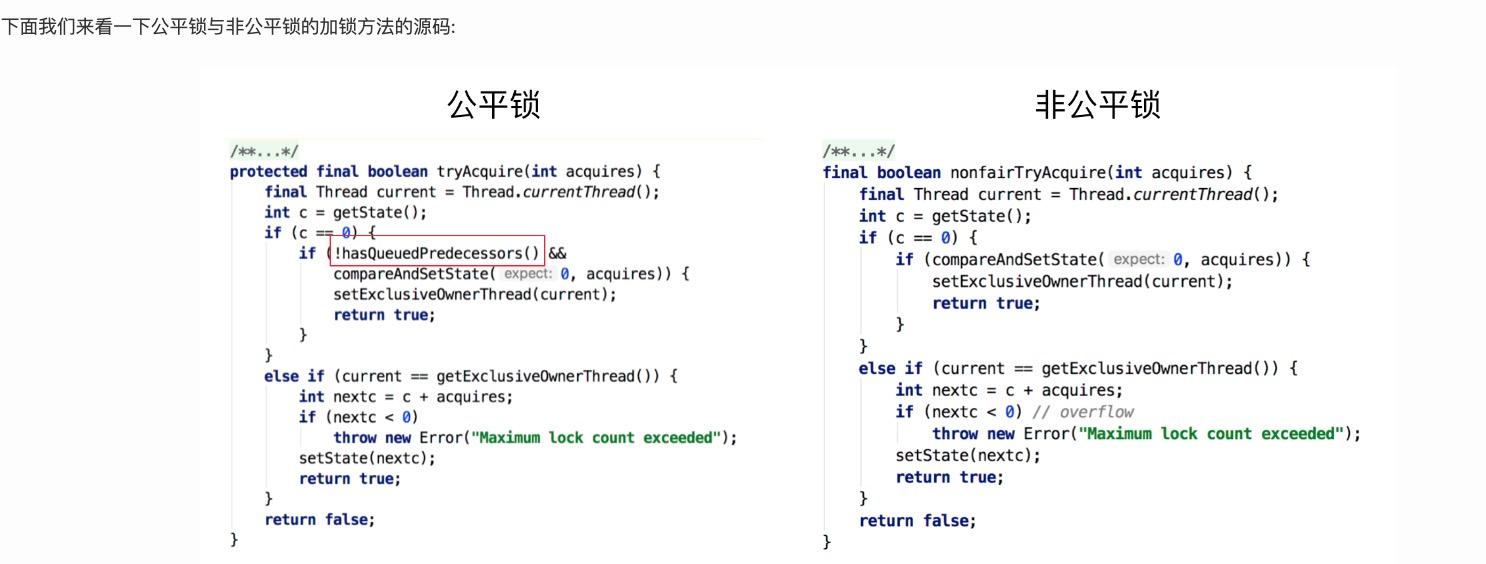 下面我们来看一下公平锁与非公平锁的加锁方法的源码:
公平锁
/**...*/
protected final boolean tryAcquire(int acquires) {
final Thread current = Thread.currentThread();
int c = getState();
if (c == 0) {
if (!hasQueuedPredecessors() &&
compareAndSetState( expect: 0, acquires)) {
setExclusiveOwnerThread(current);
return true;
}
}
else if (current == getExclusiveOwnerThread()) {
int nextc = c + acquires;
if (nextc < 0)
throw new Error("Maximum lock count exceeded");
setState(nextc);
return true;
}
return false;
}
非公平锁
/**...*/
final boolean nonfairTryAcquire(int acquires) {
final Thread current = Thread.currentThread();
int c = getState();
if (c == 0) {
if (compareAndSetState( expect: 0, acquires)) {
setExclusiveOwnerThread(current);
return true;
}
}
else if (current == getExclusiveOwnerThread()) {
int nextc = c + acquires;
if (nextc < 0) // overflow
throw new Error("Maximum lock count exceeded");
setState(nextc);
return true;
}
return false;
}